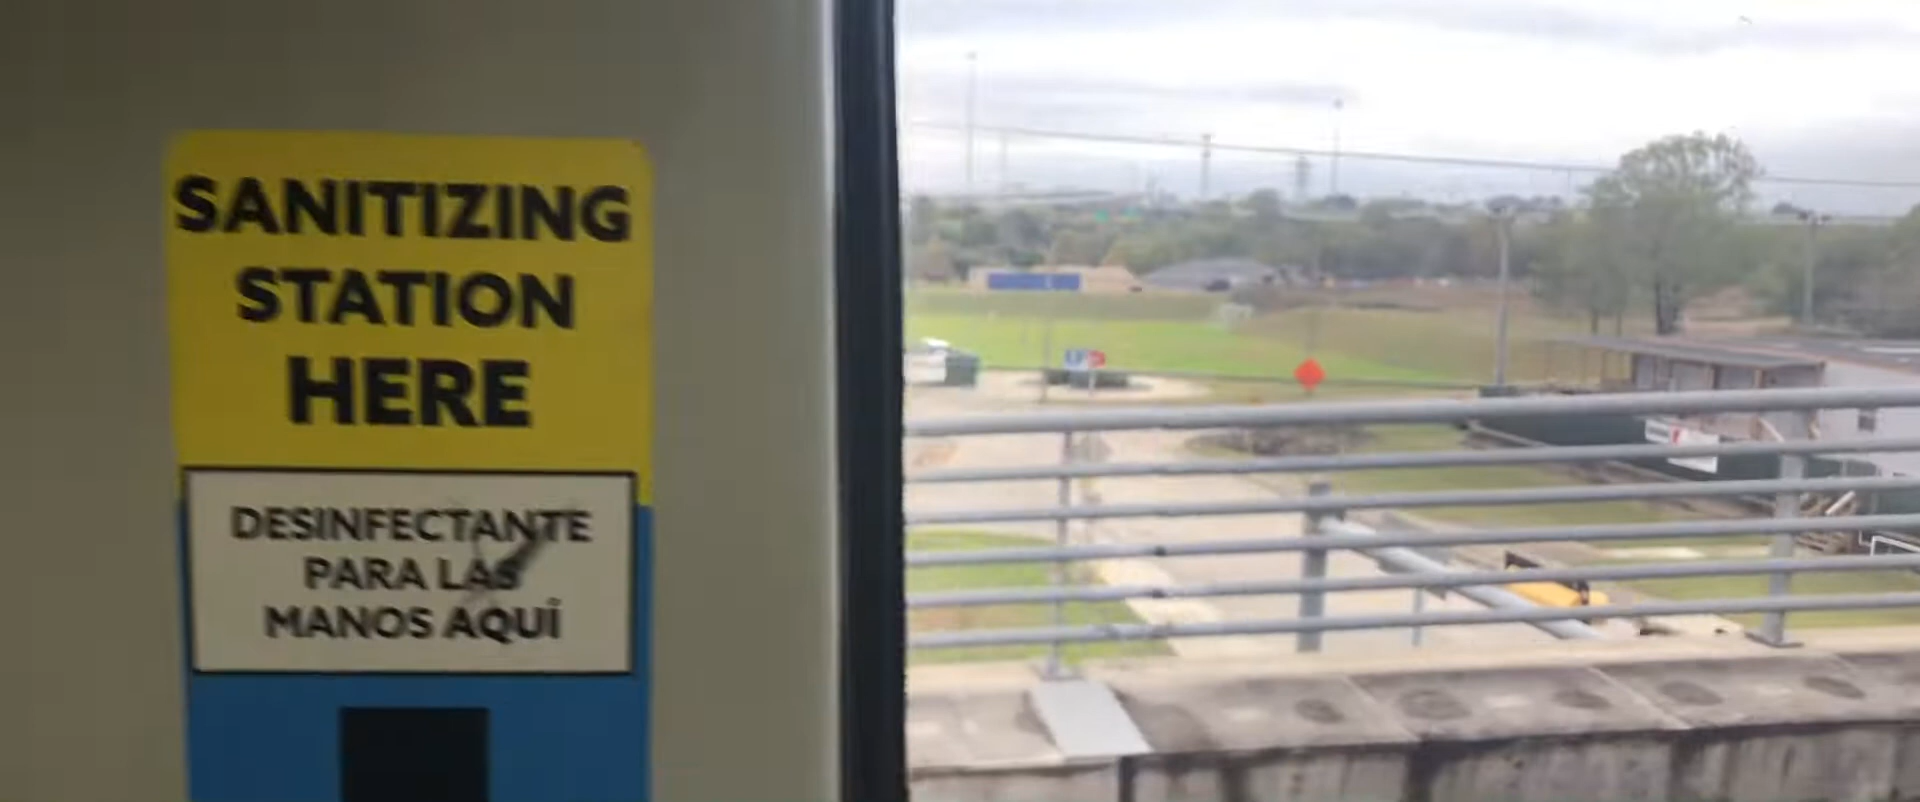 SANITIZING
STATION
HERE
DESINFECTANTE
PARA LAS
MANOS AQUÍ